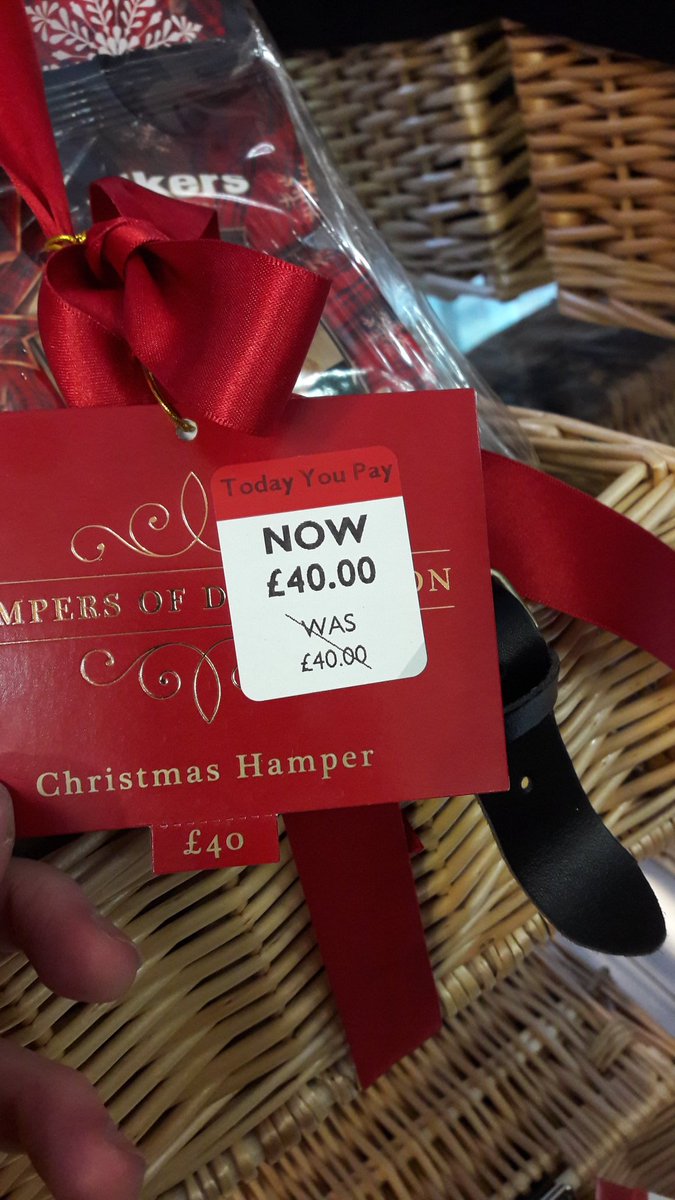 kers
Today You Pay
NOW
£40.00
WAS
£40.00
MPERS OF D ON
Christmas Hamper
£40